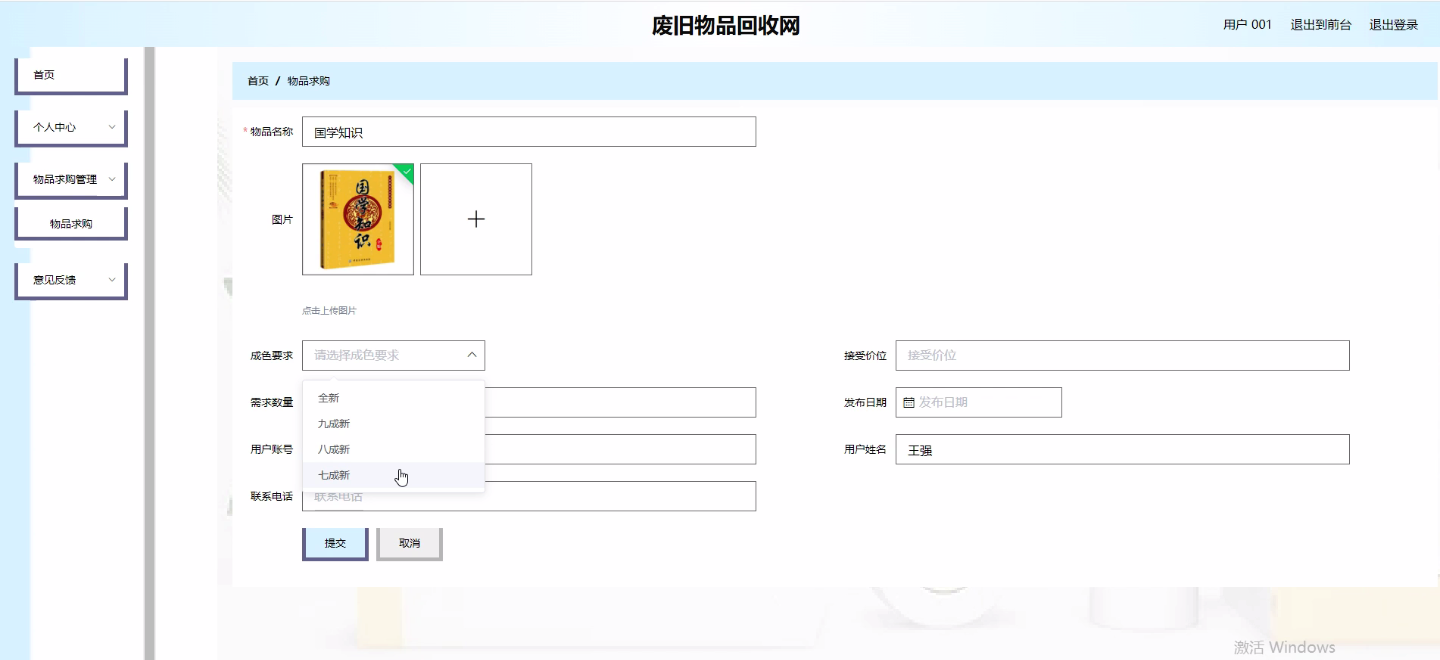 废旧物品回收网
用户 001 退出到前台 退出登录
首页
个人中心
物品求购管理
物品求购
意见反馈
首页 / 物品求购
* 物品名称 国学知识
图片
国学知识
点击上传图片
成色要求 请选择成色要求
接受价位 接受价位
全新
九成新
八成新
七成新
需求数量
发布日期 发布日期
用户账号
用户姓名 王强
联系电话 联系电话
提交 取消
激活 Windows